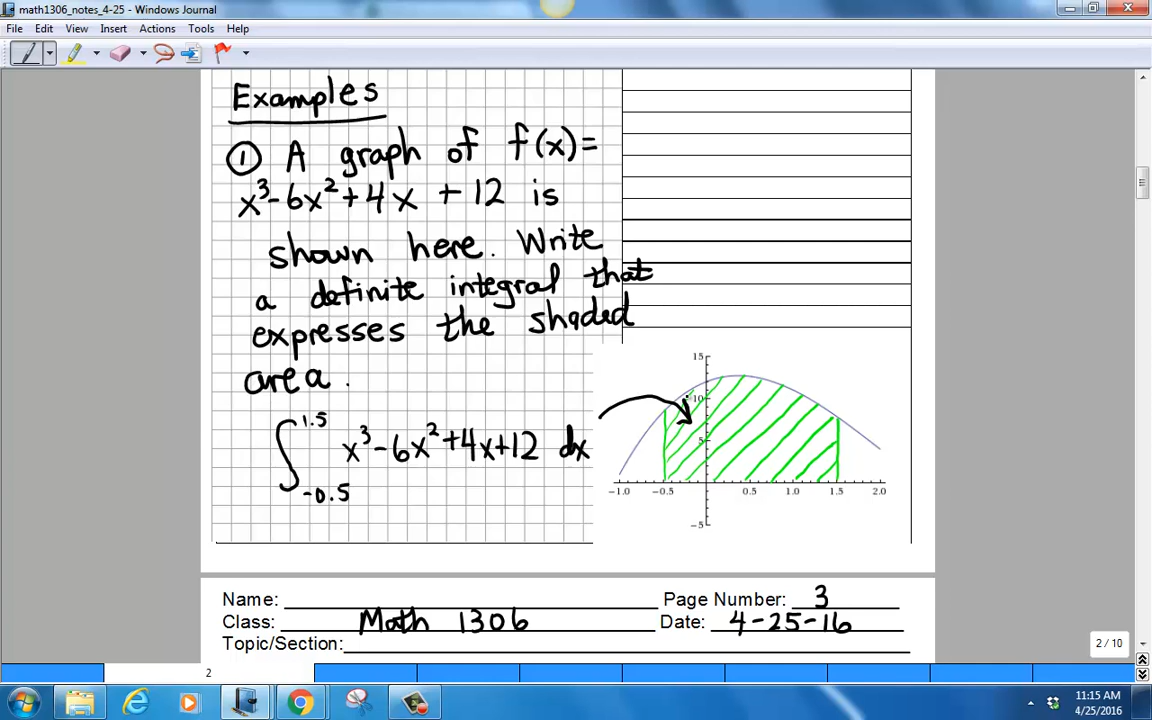 math1306_notes_4-25 - Windows Journal
File Edit View Insert Actions Tools Help
Examples
① A graph of f(x)=
x³-6x²+4x +12 is
shown here. Write
a definite integral that
expresses the shaded
area.
∫ 1.5 -0.5 x³-6x²+4x+12 dx
15
10
5
-1.0 -0.5 0.5 1.0 1.5 2.0
-5
Name: Page Number: 3
Class: Math 1306 Date: 4-25-16
Topic/Section:
2 / 10
2
11:15 AM
4/25/2016